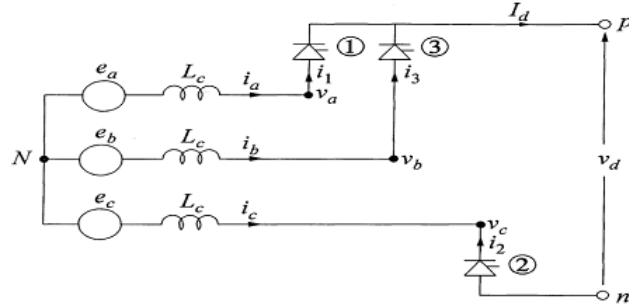 I_d p
① ③
e_a L_c i_a i_1 i_3
v_a
e_b L_c i_b
N v_b v_d
e_c L_c i_c v_c
i_2
②
n